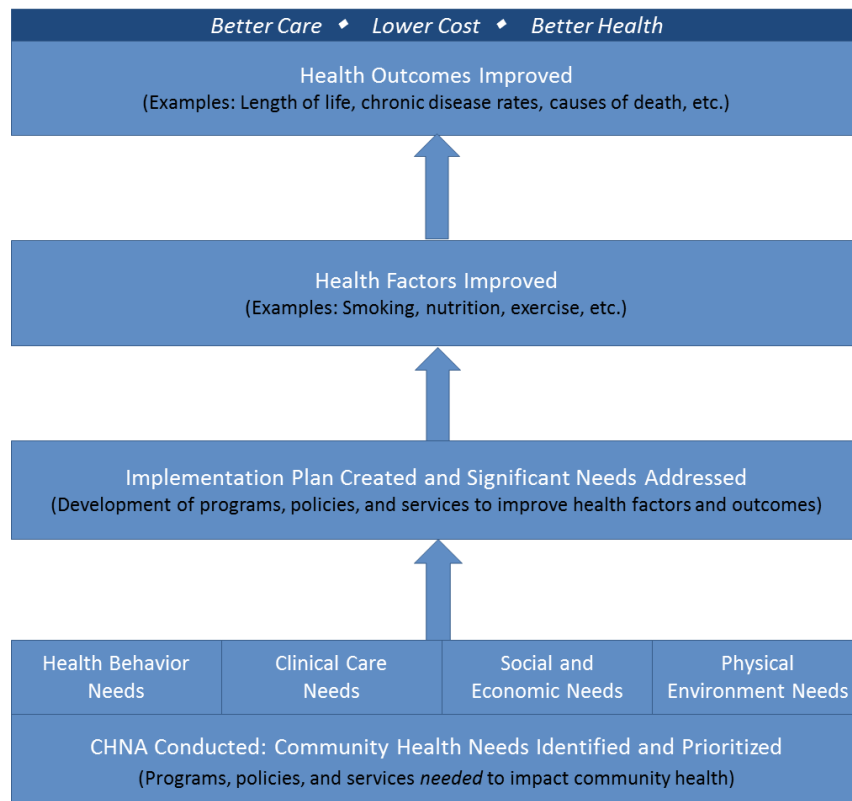 Better Care ◆ Lower Cost ◆ Better Health
Health Outcomes Improved
(Examples: Length of life, chronic disease rates, causes of death, etc.)
Health Factors Improved
(Examples: Smoking, nutrition, exercise, etc.)
Implementation Plan Created and Significant Needs Addressed
(Development of programs, policies, and services to improve health factors and outcomes)
Health Behavior
Needs
Clinical Care
Needs
Social and
Economic Needs
Physical
Environment Needs
CHNA Conducted: Community Health Needs Identified and Prioritized
(Programs, policies, and services needed to impact community health)